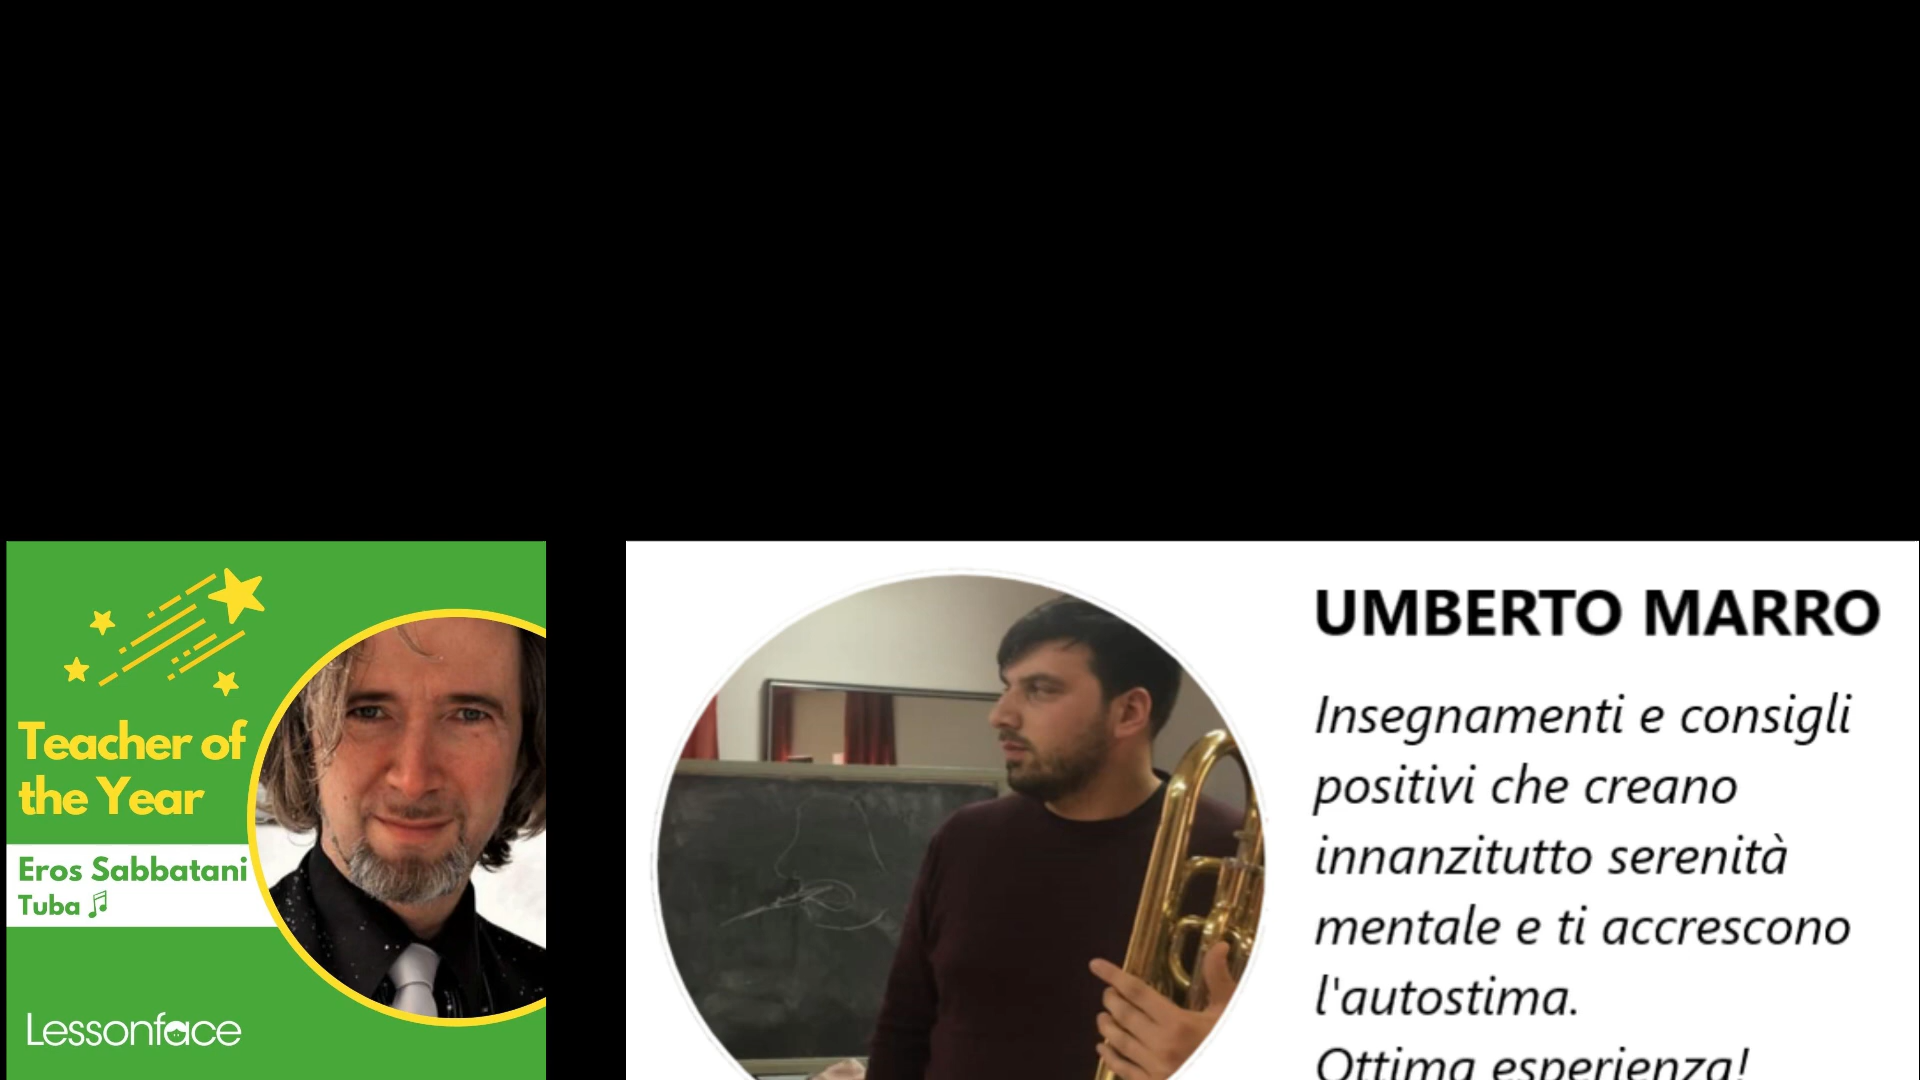 Teacher of
the Year
Eros Sabbatani
Tuba
Lessonface
UMBERTO MARRO
Insegnamenti e consigli
positivi che creano
innanzitutto serenità
mentale e ti accrescono
l'autostima.
Ottima esperienza!